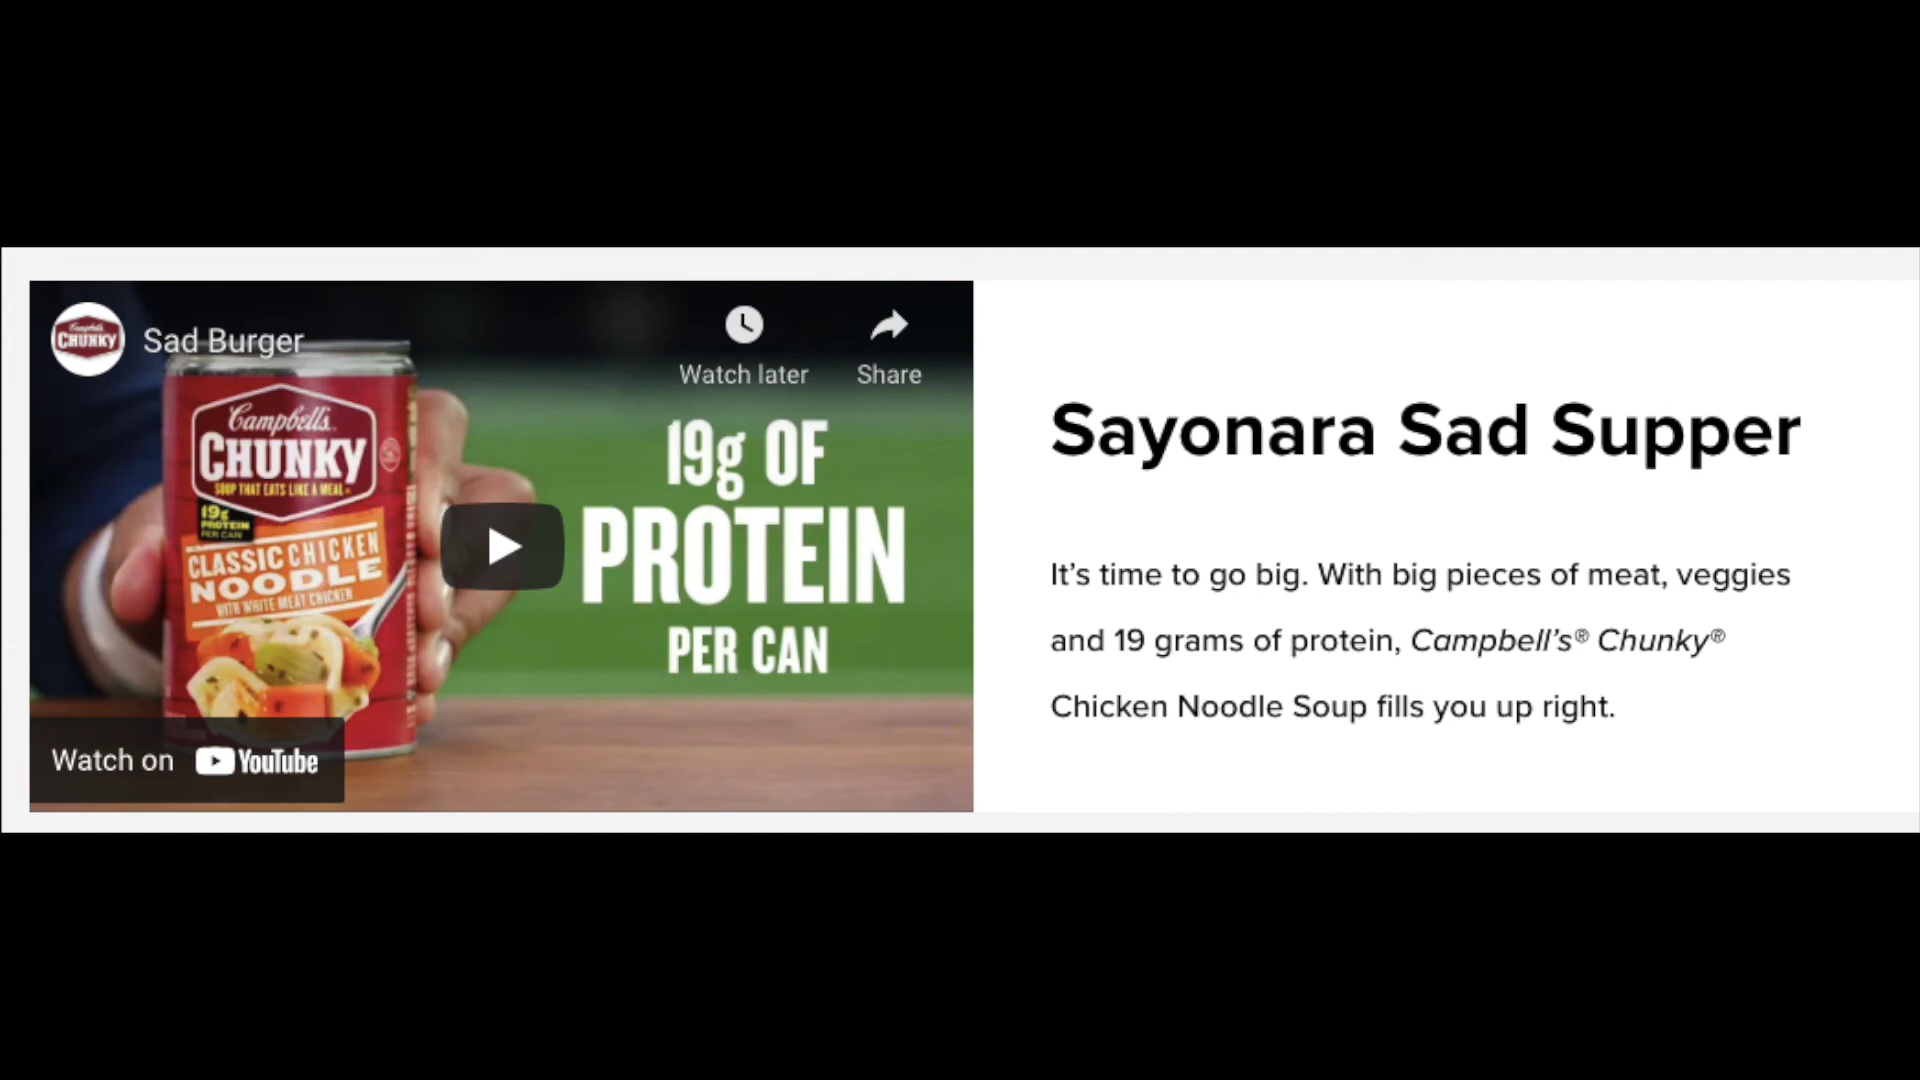 Sad Burger
Watch later
Share
Campbell's
CHUNKY
SOUP THAT EATS LIKE A MEAL
19g
PROTEIN
PER CAN
CLASSIC CHICKEN
NOODLE
WITH WHITE MEAT CHICKEN
19g OF
PROTEIN
PER CAN
Watch on YouTube
Sayonara Sad Supper
It's time to go big. With big pieces of meat, veggies
and 19 grams of protein, Campbell's® Chunky®
Chicken Noodle Soup fills you up right.